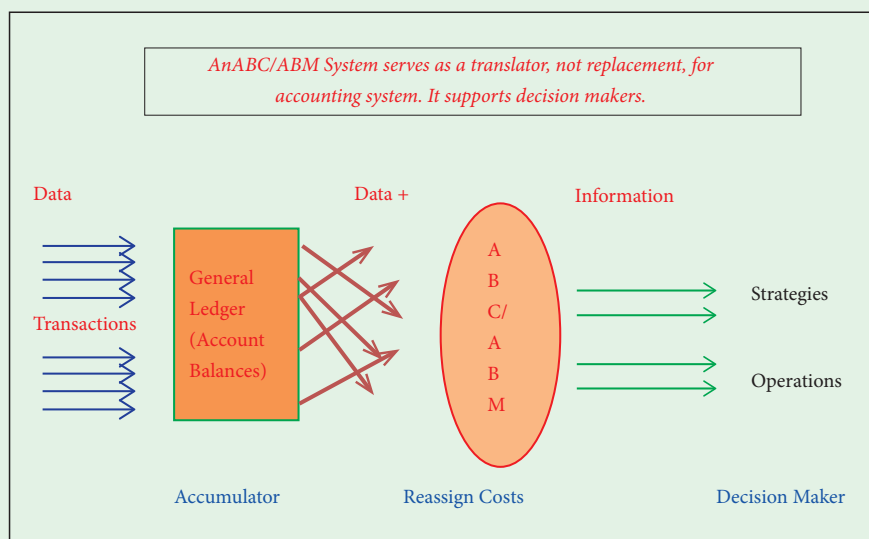 AnABC/ABM System serves as a translator, not replacement, for
accounting system. It supports decision makers.
Data
Data +
Information
Transactions
General
Ledger
(Account
Balances)
A
B
C/
A
B
M
Strategies
Operations
Accumulator
Reassign Costs
Decision Maker